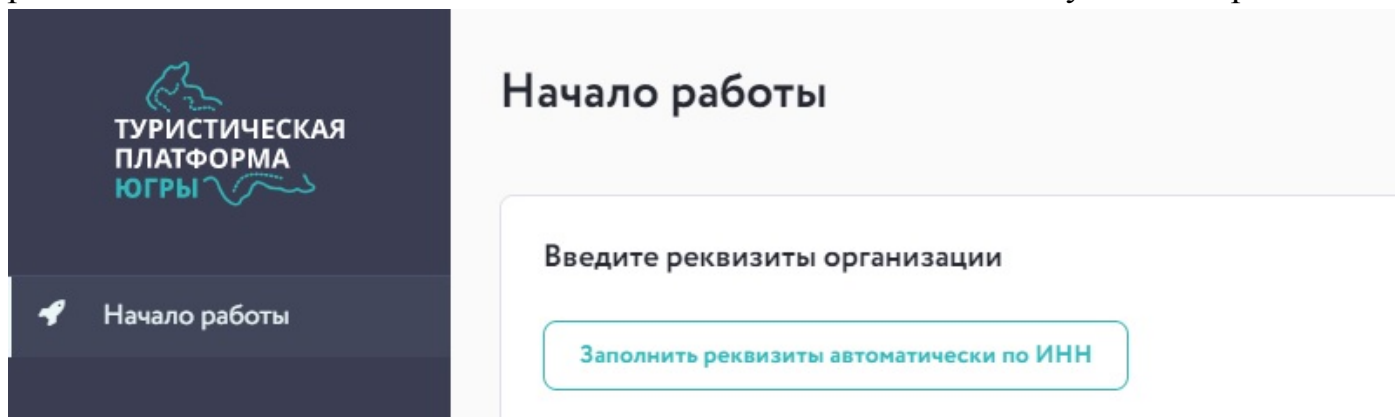 Начало работы
ТУРИСТИЧЕСКАЯ
ПЛАТФОРМА
ЮГРЫ
Введите реквизиты организации
Начало работы
Заполнить реквизиты автоматически по ИНН